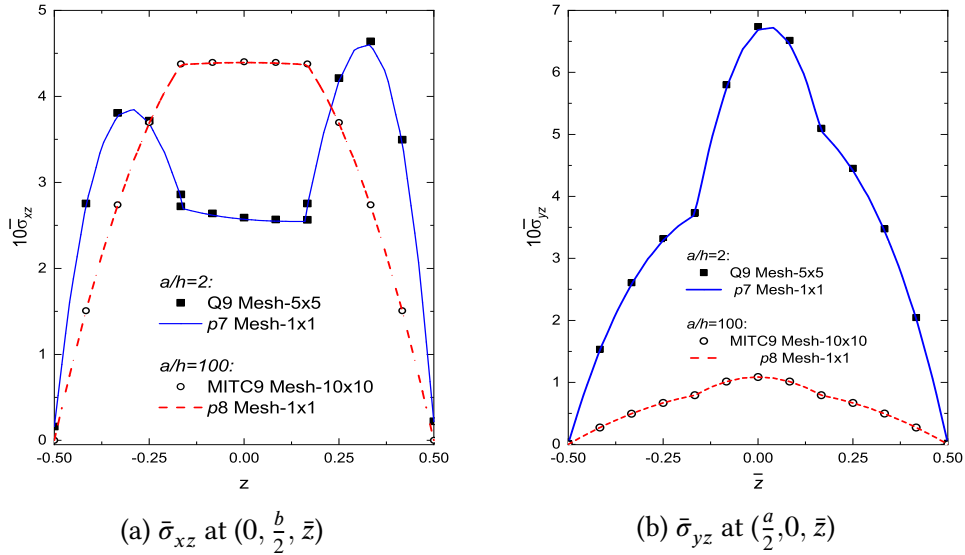 5
4
3
2
1
0
10σ̄xz
-0.50
-0.25
0.00
0.25
0.50
z
a/h=2:
Q9 Mesh-5x5
p7 Mesh-1x1
a/h=100:
MITC9 Mesh-10x10
p8 Mesh-1x1
(a) σ̄xz at (0, b/2, z̄)
7
6
5
4
3
2
1
0
10σ̄yz
-0.50
-0.25
0.00
0.25
0.50
z̄
a/h=2:
Q9 Mesh-5x5
p7 Mesh-1x1
a/h=100:
MITC9 Mesh-10x10
p8 Mesh-1x1
(b) σ̄yz at (a/2,0, z̄)